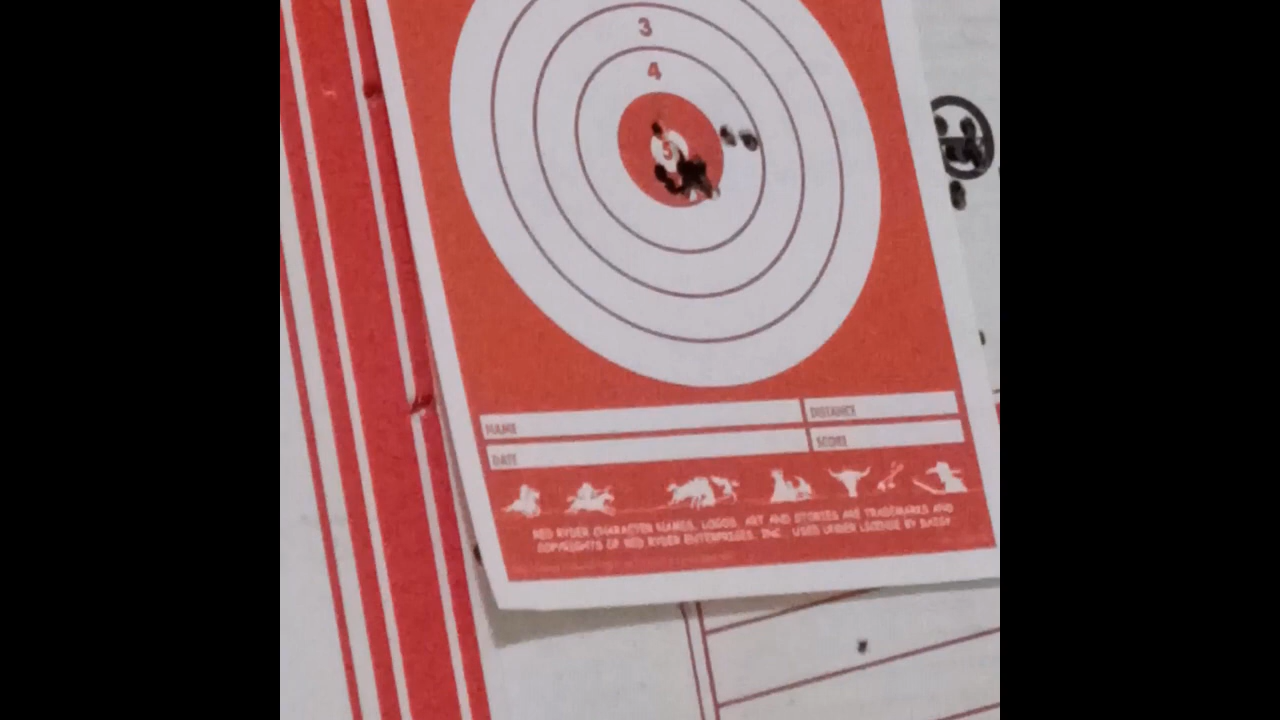 3
4
5
NAME
DISTANCE
DATE
SCORE
RED RYDER CHARACTER NAMES, LOGOS, ART AND STORIES ARE TRADEMARKS AND
COPYRIGHTS OF RED RYDER ENTERPRISES, INC., USED UNDER LICENSE BY DAISY